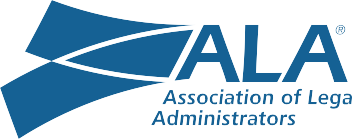 ALA®
Association of Lega
Administrators